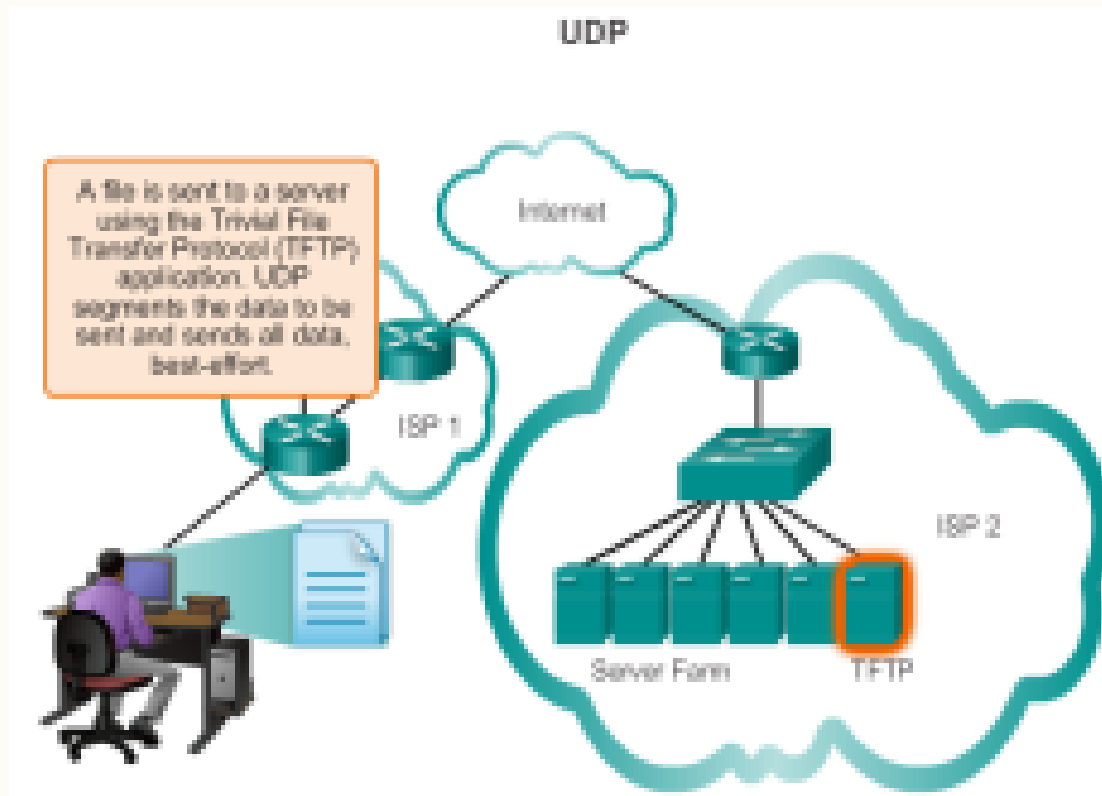 UDP
A file is sent to a server
using the Trivial File
Transfer Protocol (TFTP)
application. UDP
segments the data to be
sent and sends all data,
best-effort.
Internet
ISP 1
ISP 2
Server Farm
TFTP